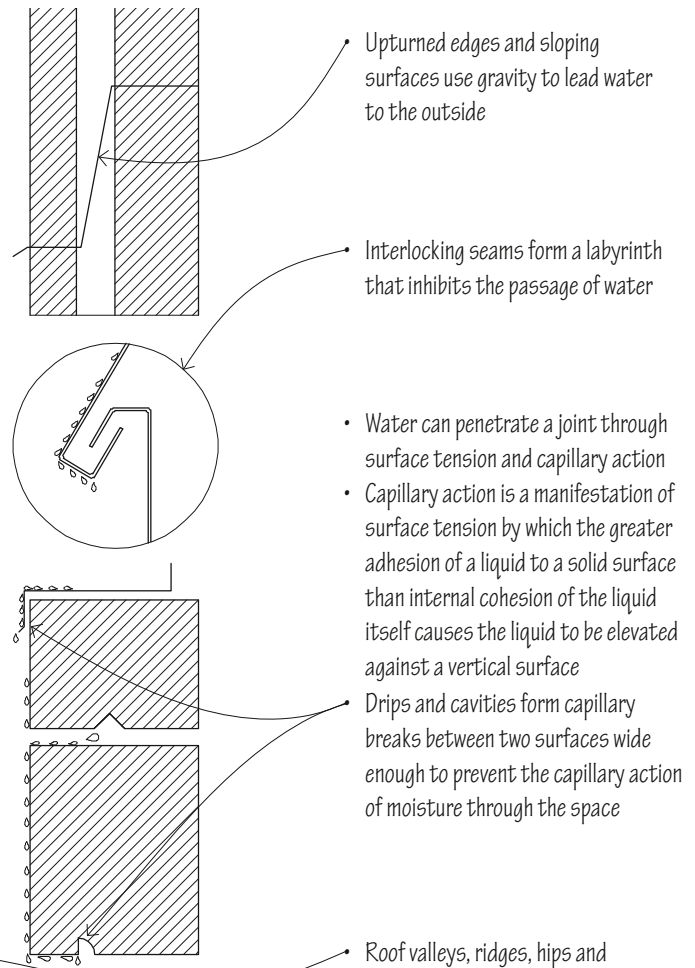 • Upturned edges and sloping
surfaces use gravity to lead water
to the outside
• Interlocking seams form a labyrinth
that inhibits the passage of water
• Water can penetrate a joint through
surface tension and capillary action
• Capillary action is a manifestation of
surface tension by which the greater
adhesion of a liquid to a solid surface
than internal cohesion of the liquid
itself causes the liquid to be elevated
against a vertical surface
• Drips and cavities form capillary
breaks between two surfaces wide
enough to prevent the capillary action
of moisture through the space
• Roof valleys, ridges, hips and